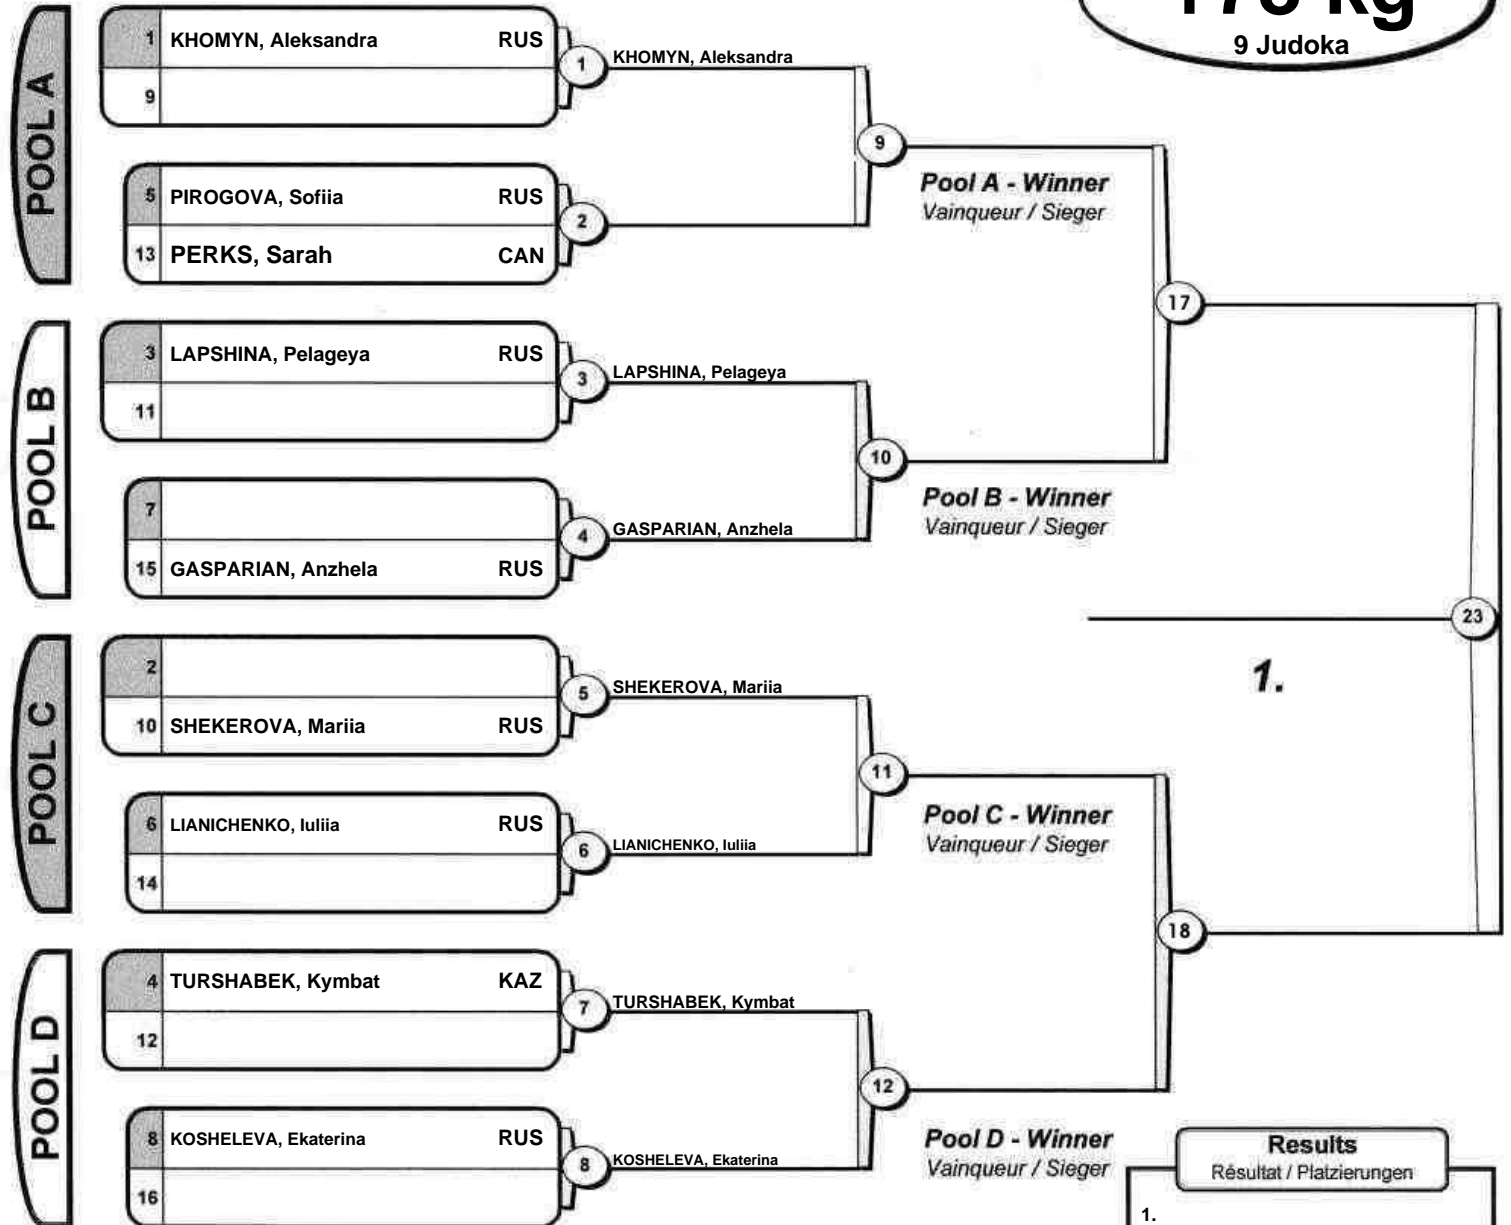 178 kg
9 Judoka
POOL A
1 KHOMYN, Aleksandra RUS
9
1 KHOMYN, Aleksandra
5 PIROGOVA, Sofiia RUS
13 PERKS, Sarah CAN
2
9
Pool A - Winner
Vainqueur / Sieger
17
POOL B
3 LAPSHINA, Pelageya RUS
11
3 LAPSHINA, Pelageya
7
15 GASPARIAN, Anzhela RUS
4 GASPARIAN, Anzhela
10
Pool B - Winner
Vainqueur / Sieger
23
1.
POOL C
2
10 SHEKEROVA, Mariia RUS
5 SHEKEROVA, Mariia
6 LIANICHENKO, Iuliia RUS
14
6 LIANICHENKO, Iuliia
11
Pool C - Winner
Vainqueur / Sieger
18
POOL D
4 TURSHABEK, Kymbat KAZ
12
7 TURSHABEK, Kymbat
8 KOSHELEVA, Ekaterina RUS
16
8 KOSHELEVA, Ekaterina
12
Pool D - Winner
Vainqueur / Sieger
Results
Résultat / Platzierungen
1.